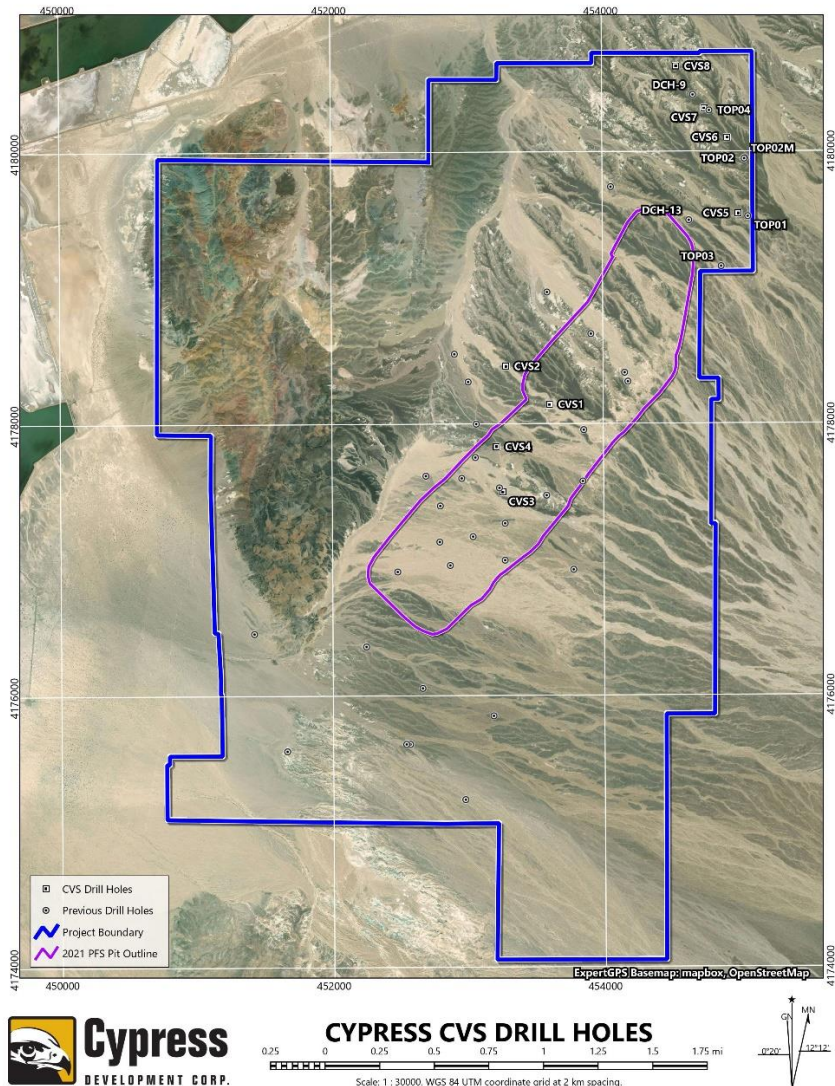 450000 452000 454000
CVS8
DCH-9
TOP04
CVS7
CVS6
TOP02M
TOP02
4180000 4180000
DCH-13
CVS5
TOP01
TOP03
CVS2
CVS1
4178000 4178000
CVS4
CVS3
4176000 4176000
CVS Drill Holes
Previous Drill Holes
Project Boundary
2021 PFS Pit Outline
4174000 4174000
ExpertGPS Basemap: mapbox, OpenStreetMap
450000 452000 454000
Cypress
DEVELOPMENT CORP.
CYPRESS CVS DRILL HOLES
0.25 0 0.25 0.5 0.75 1 1.25 1.5 1.75 mi
Scale: 1 : 30000. WGS 84 UTM coordinate grid at 2 km spacing.
GN MN
0°20' 12°12'